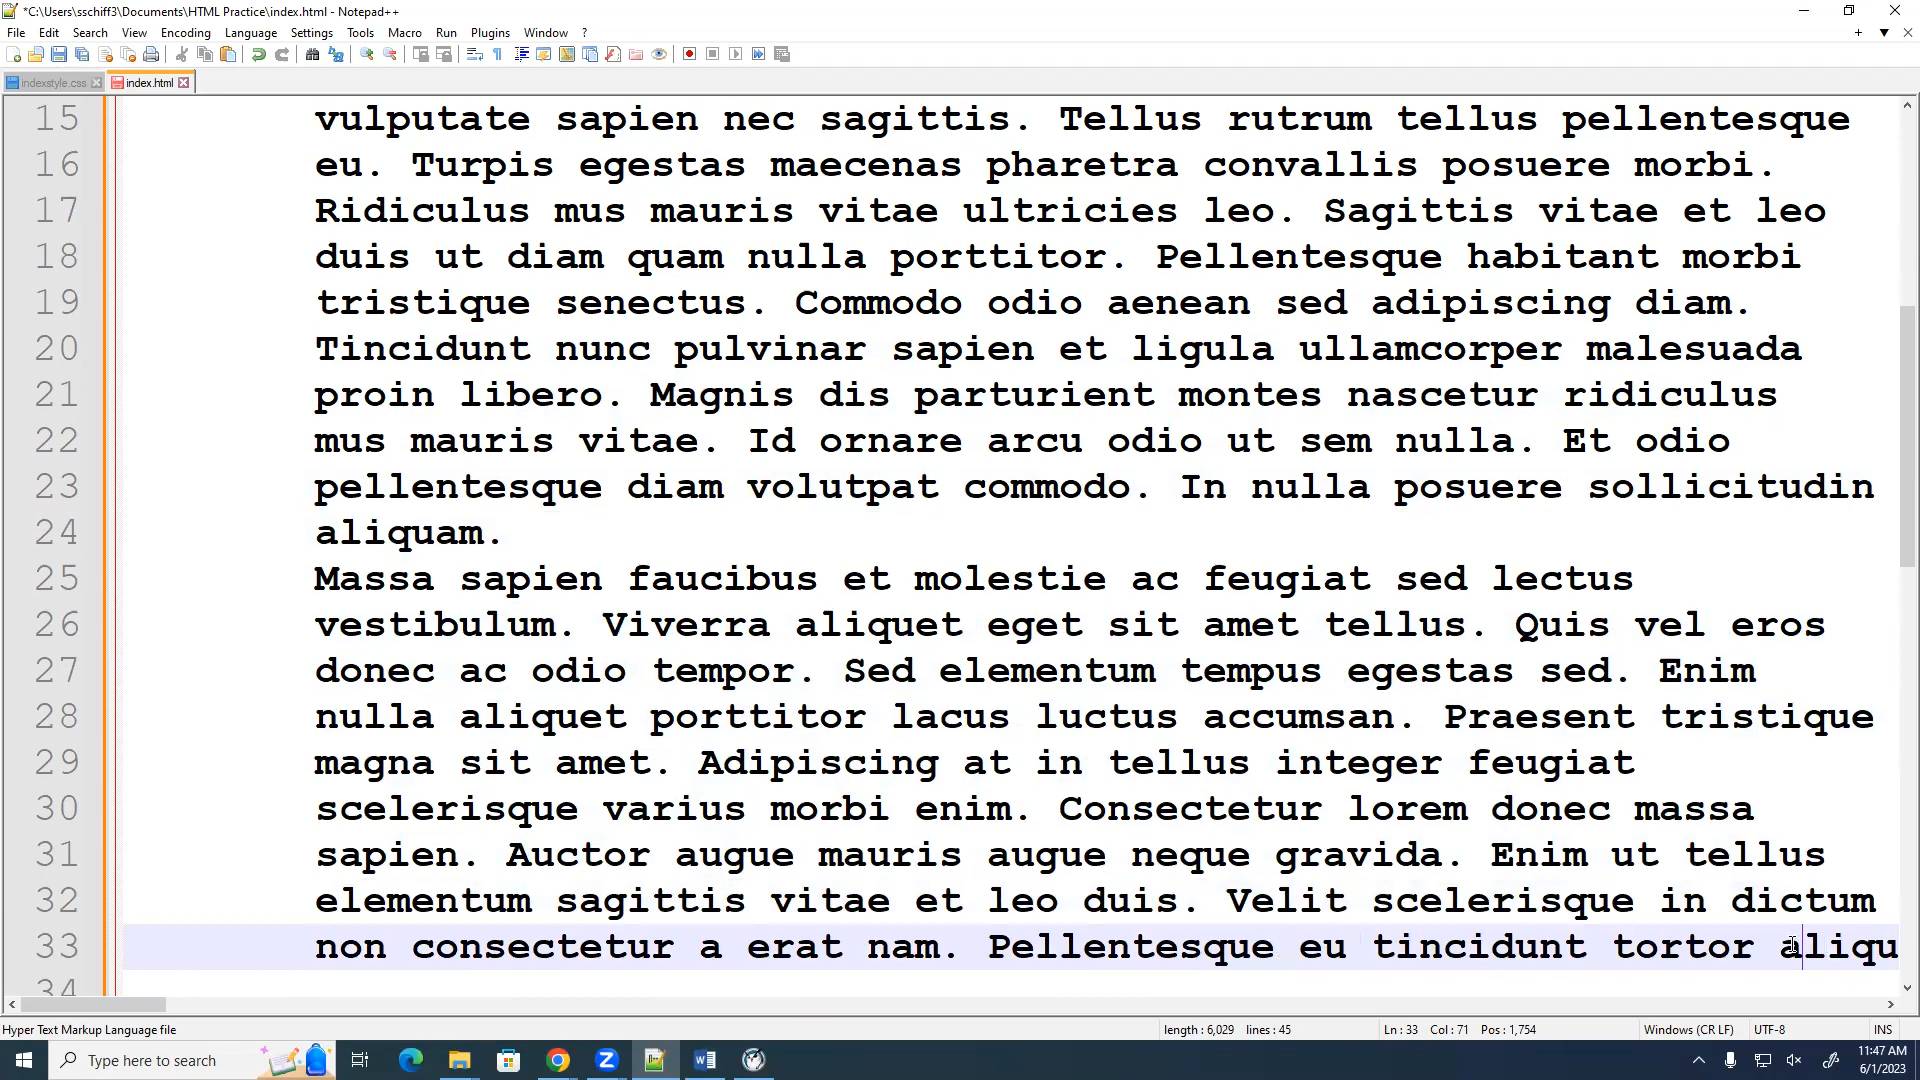 *C:\Users\sschiff3\Documents\HTML Practice\index.html - Notepad++
File Edit Search View Encoding Language Settings Tools Macro Run Plugins Window ?
indexstyle.css index.html
15 vulputate sapien nec sagittis. Tellus rutrum tellus pellentesque
16 eu. Turpis egestas maecenas pharetra convallis posuere morbi.
17 Ridiculus mus mauris vitae ultricies leo. Sagittis vitae et leo
18 duis ut diam quam nulla porttitor. Pellentesque habitant morbi
19 tristique senectus. Commodo odio aenean sed adipiscing diam.
20 Tincidunt nunc pulvinar sapien et ligula ullamcorper malesuada
21 proin libero. Magnis dis parturient montes nascetur ridiculus
22 mus mauris vitae. Id ornare arcu odio ut sem nulla. Et odio
23 pellentesque diam volutpat commodo. In nulla posuere sollicitudin
24 aliquam.
25 Massa sapien faucibus et molestie ac feugiat sed lectus
26 vestibulum. Viverra aliquet eget sit amet tellus. Quis vel eros
27 donec ac odio tempor. Sed elementum tempus egestas sed. Enim
28 nulla aliquet porttitor lacus luctus accumsan. Praesent tristique
29 magna sit amet. Adipiscing at in tellus integer feugiat
30 scelerisque varius morbi enim. Consectetur lorem donec massa
31 sapien. Auctor augue mauris augue neque gravida. Enim ut tellus
32 elementum sagittis vitae et leo duis. Velit scelerisque in dictum
33 non consectetur a erat nam. Pellentesque eu tincidunt tortor aliqu
34
Hyper Text Markup Language file length : 6,029 lines : 45 Ln : 33 Col : 71 Pos : 1,754 Windows (CR LF) UTF-8 INS
Type here to search
11:47 AM
6/1/2023